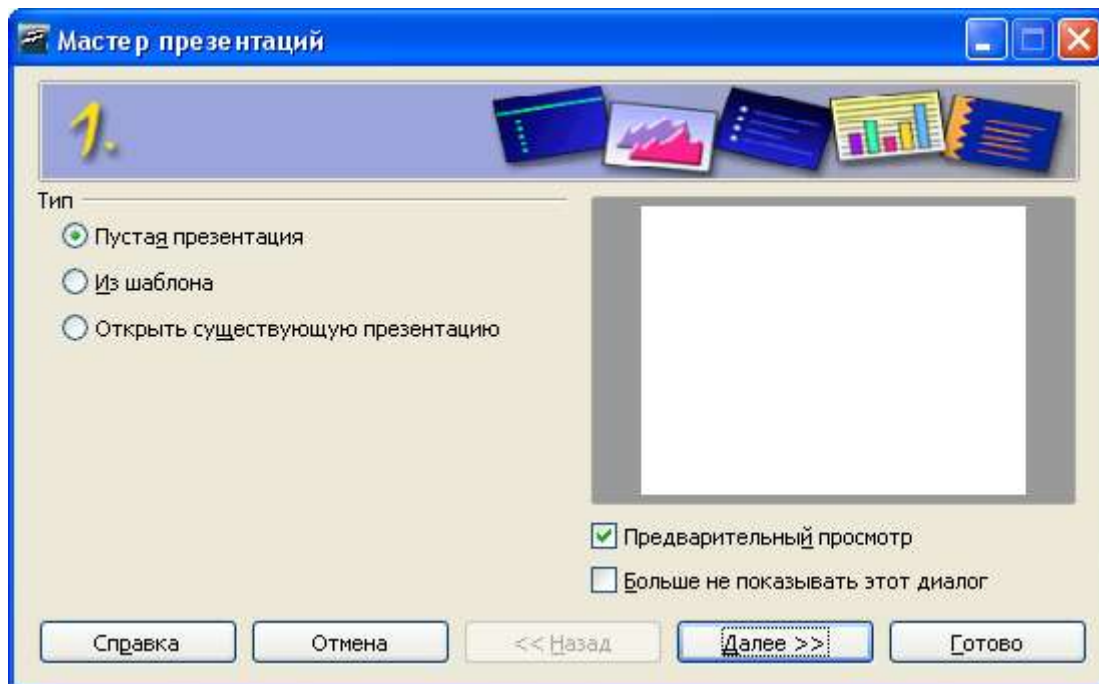 Мастер презентаций
1.
Тип
Пустая презентация
Из шаблона
Открыть существующую презентацию
Предварительный просмотр
Больше не показывать этот диалог
Справка Отмена << Назад Далее >> Готово